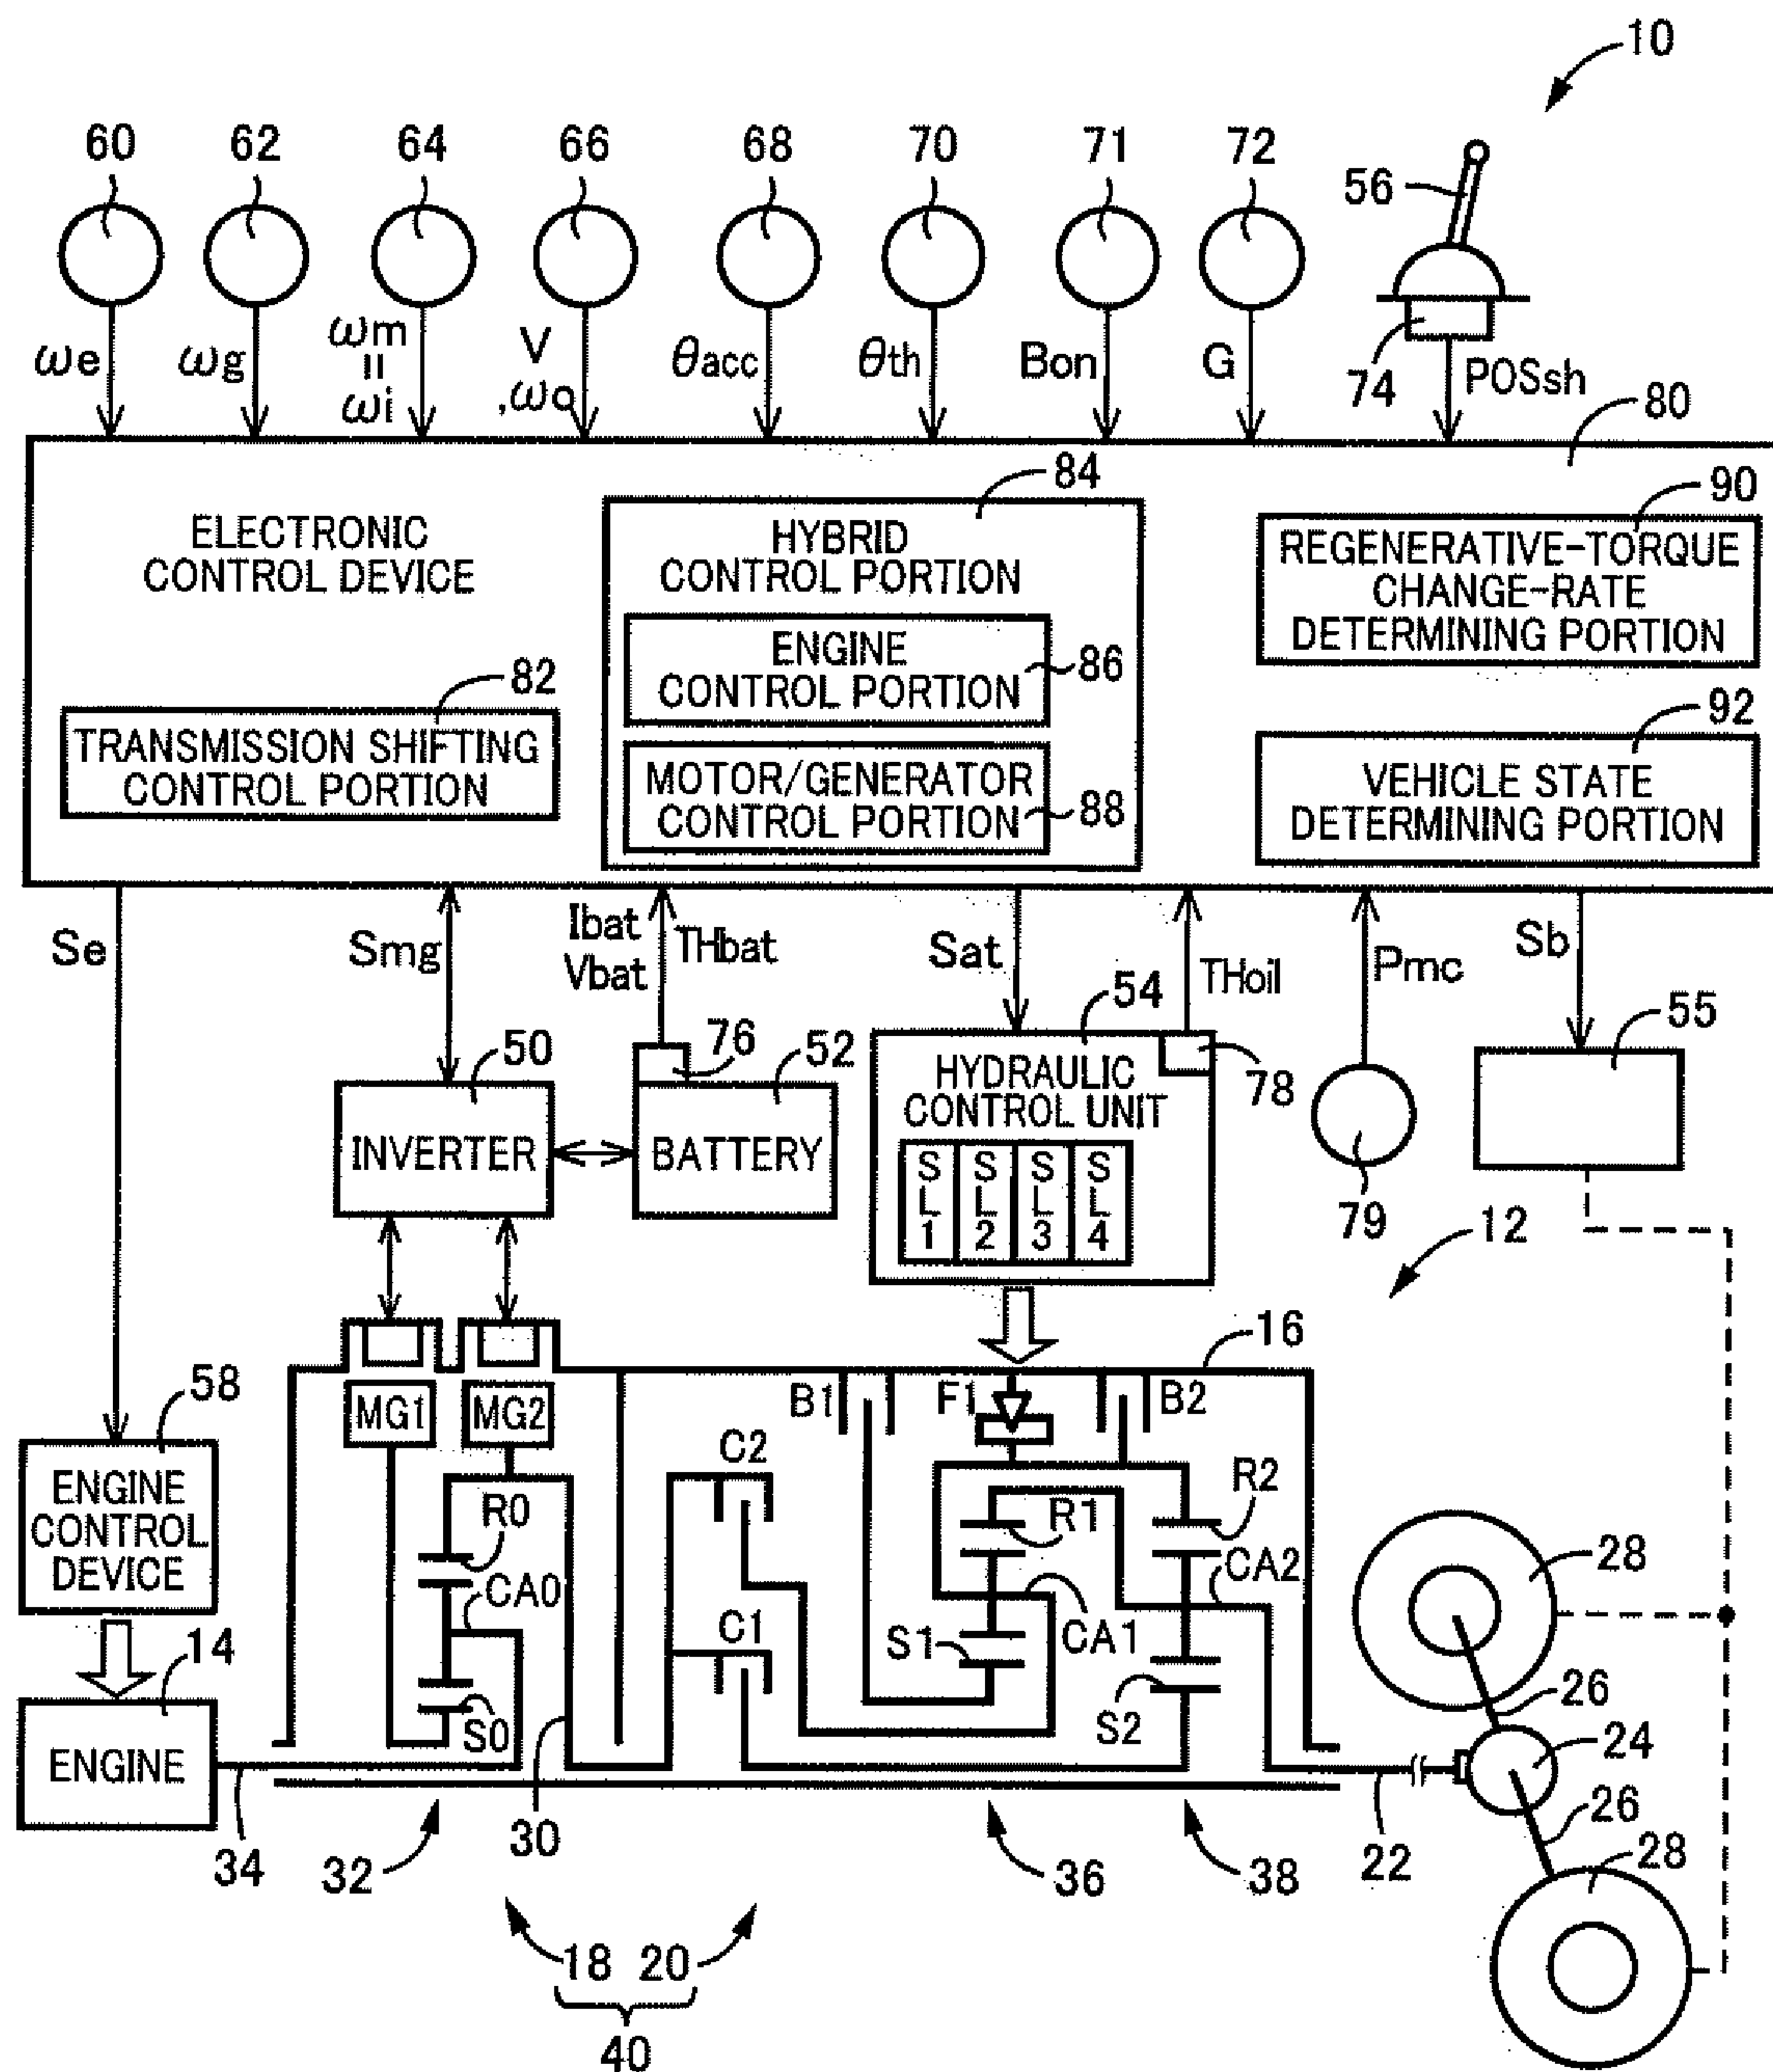 10
60 62 64 66 68 70 71 72
56
ωe ωg ωm = ωi V ,ωo θacc θth Bon G 74 POSsh
80
84
90
ELECTRONIC
CONTROL DEVICE
HYBRID
CONTROL PORTION
REGENERATIVE-TORQUE
CHANGE-RATE
DETERMINING PORTION
ENGINE
CONTROL PORTION
86
82
TRANSMISSION SHIFTING
CONTROL PORTION
MOTOR/GENERATOR
CONTROL PORTION
88
92
VEHICLE STATE
DETERMINING PORTION
Se Smg Ibat
Vbat
THbat Sat THoil Pmc Sb
50 76 52 54 78 55
INVERTER
BATTERY
HYDRAULIC
CONTROL UNIT
SL1 SL2 SL3 SL4
79
12
16
58
MG1 MG2 B1 F1 B2
ENGINE
CONTROL
DEVICE
C2
R0 R1 R2
CA0 C1 S1 CA1 CA2
28
14
ENGINE
S0 S2
26
24
34 32 30 36 38 22 26
28
18 20
40